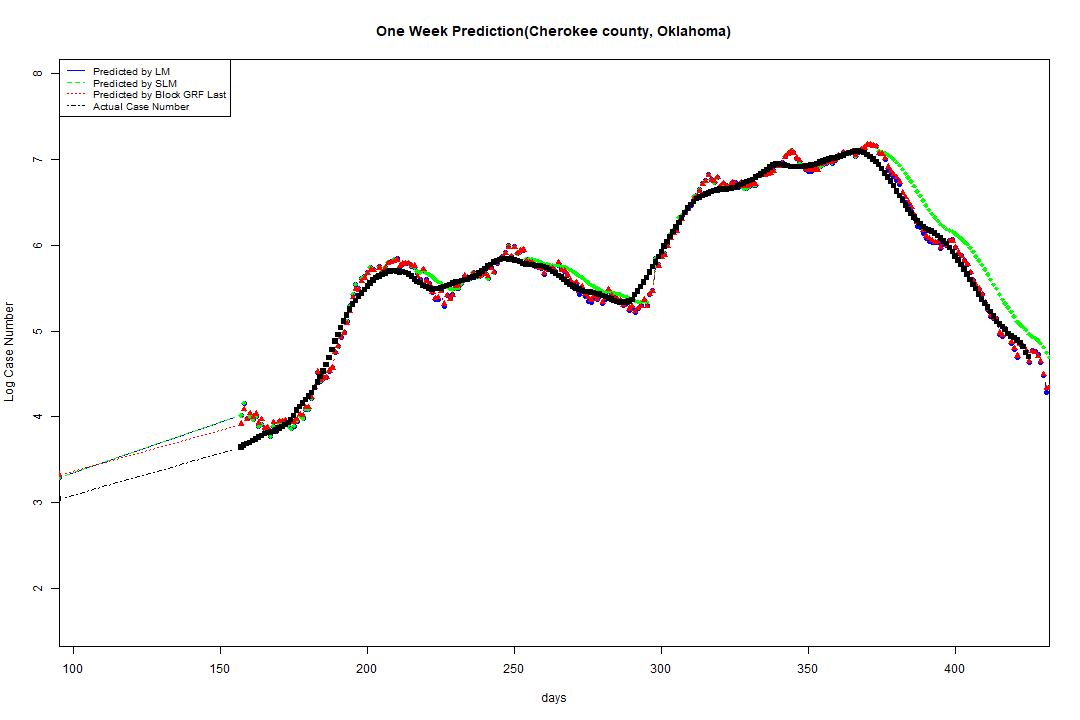 One Week Prediction(Cherokee county, Oklahoma)
Predicted by LM
Predicted by SLM
Predicted by Block GRF Last
Actual Case Number
8
7
6
5
4
3
2
Log Case Number
100 150 200 250 300 350 400
days